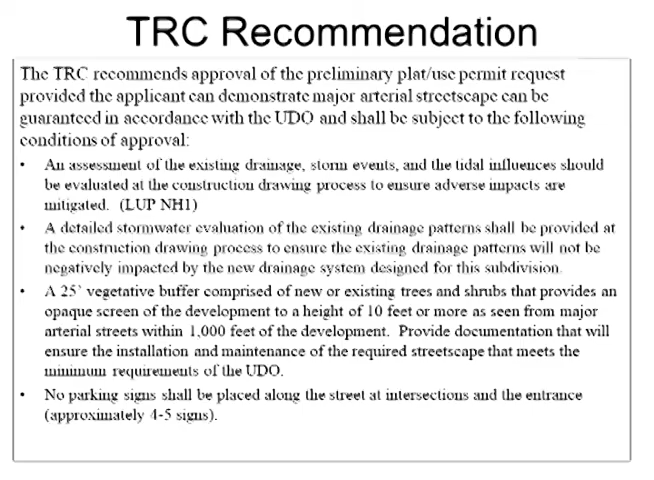 TRC Recommendation
The TRC recommends approval of the preliminary plat/use permit request
provided the applicant can demonstrate major arterial streetscape can be
guaranteed in accordance with the UDO and shall be subject to the following
conditions of approval:
• An assessment of the existing drainage, storm events, and the tidal influences should
be evaluated at the construction drawing process to ensure adverse impacts are
mitigated. (LUP NH1)
• A detailed stormwater evaluation of the existing drainage patterns shall be provided at
the construction drawing process to ensure the existing drainage patterns will not be
negatively impacted by the new drainage system designed for this subdivision.
• A 25' vegetative buffer comprised of new or existing trees and shrubs that provides an
opaque screen of the development to a height of 10 feet or more as seen from major
arterial streets within 1,000 feet of the development. Provide documentation that will
ensure the installation and maintenance of the required streetscape that meets the
minimum requirements of the UDO.
• No parking signs shall be placed along the street at intersections and the entrance
(approximately 4-5 signs).